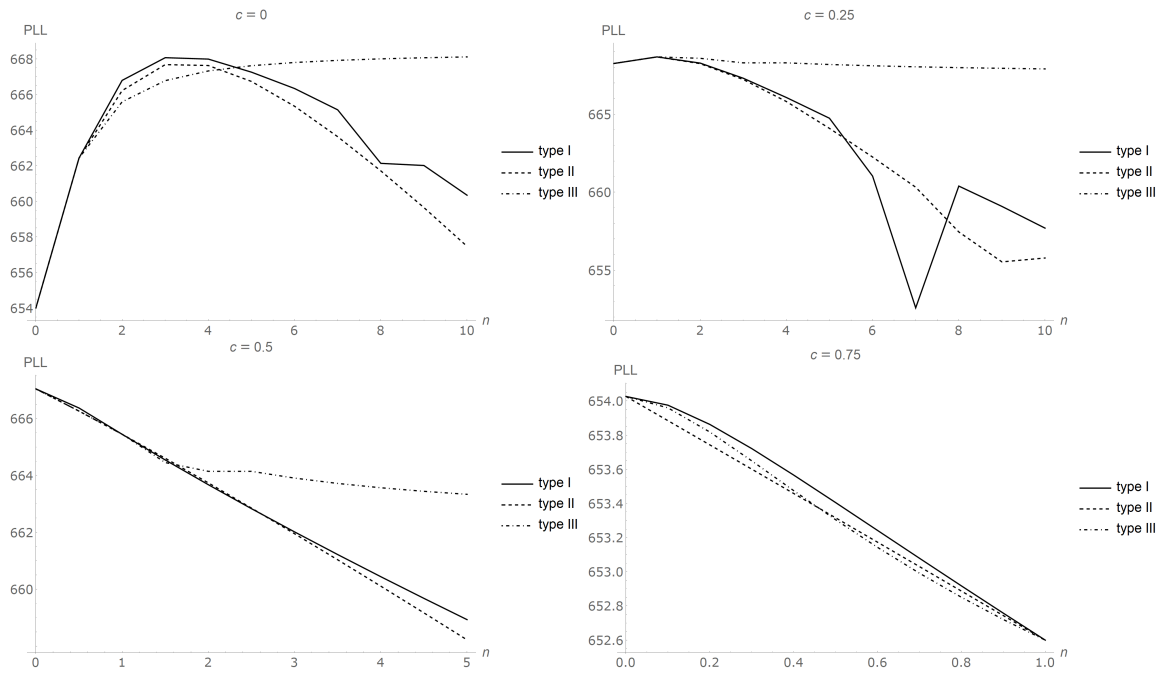 c = 0
PLL
668
666
664
662
660
658
656
654
0 2 4 6 8 10 n
type I
type II
type III
c = 0.25
PLL
665
660
655
0 2 4 6 8 10 n
type I
type II
type III
c = 0.5
PLL
666
664
662
660
0 1 2 3 4 5 n
type I
type II
type III
c = 0.75
PLL
654.0
653.8
653.6
653.4
653.2
653.0
652.8
652.6
0.0 0.2 0.4 0.6 0.8 1.0 n
type I
type II
type III